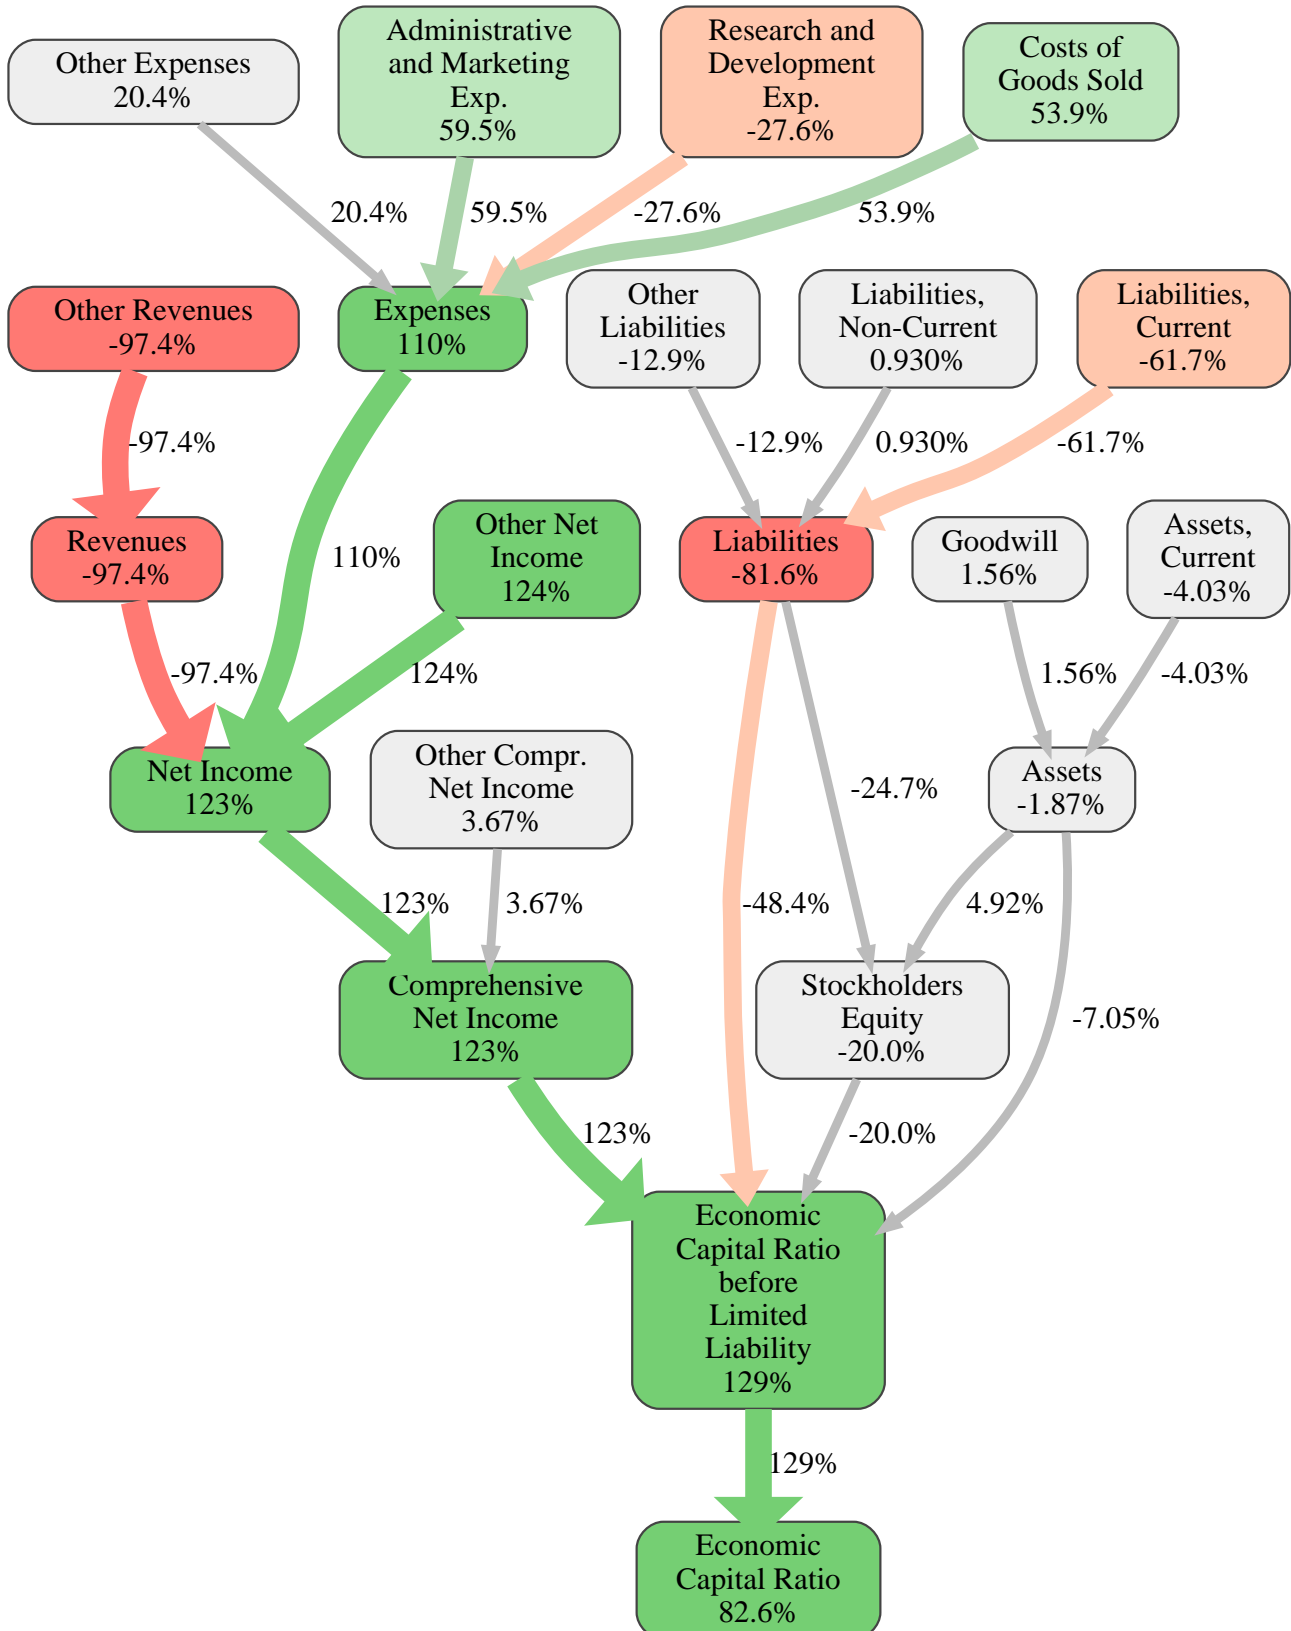 Other Expenses
20.4%
Administrative
and Marketing
Exp.
59.5%
Research and
Development
Exp.
-27.6%
Costs of
Goods Sold
53.9%
20.4%
59.5%
-27.6%
53.9%
Other Revenues
-97.4%
Expenses
110%
Other
Liabilities
-12.9%
Liabilities,
Non-Current
0.930%
Liabilities,
Current
-61.7%
-97.4%
-12.9%
0.930%
-61.7%
Revenues
-97.4%
110%
Other Net
Income
124%
Liabilities
-81.6%
Goodwill
1.56%
Assets,
Current
-4.03%
-97.4%
124%
1.56%
-4.03%
Net Income
123%
Other Compr.
Net Income
3.67%
-24.7%
Assets
-1.87%
123%
3.67%
-48.4%
4.92%
Comprehensive
Net Income
123%
Stockholders
Equity
-20.0%
-7.05%
123%
-20.0%
Economic
Capital Ratio
before
Limited
Liability
129%
129%
Economic
Capital Ratio
82.6%